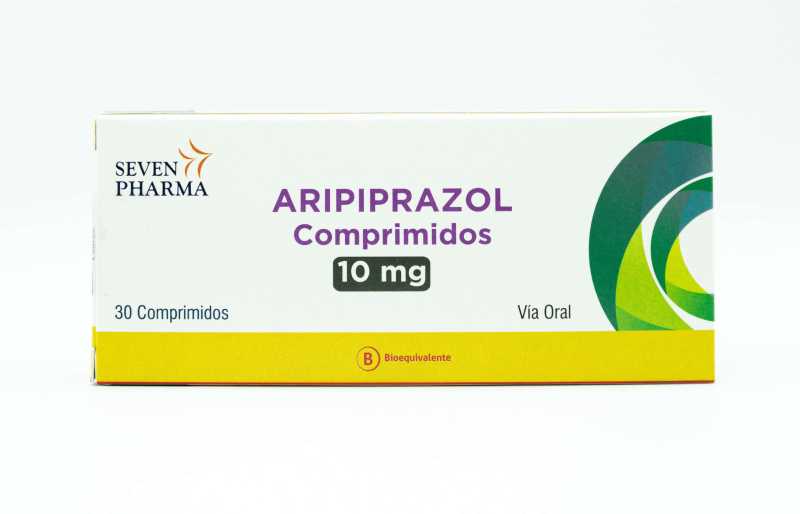 SEVEN
PHARMA
ARIPIPRAZOL
Comprimidos
10 mg
30 Comprimidos
Vía Oral
B Bioequivalente